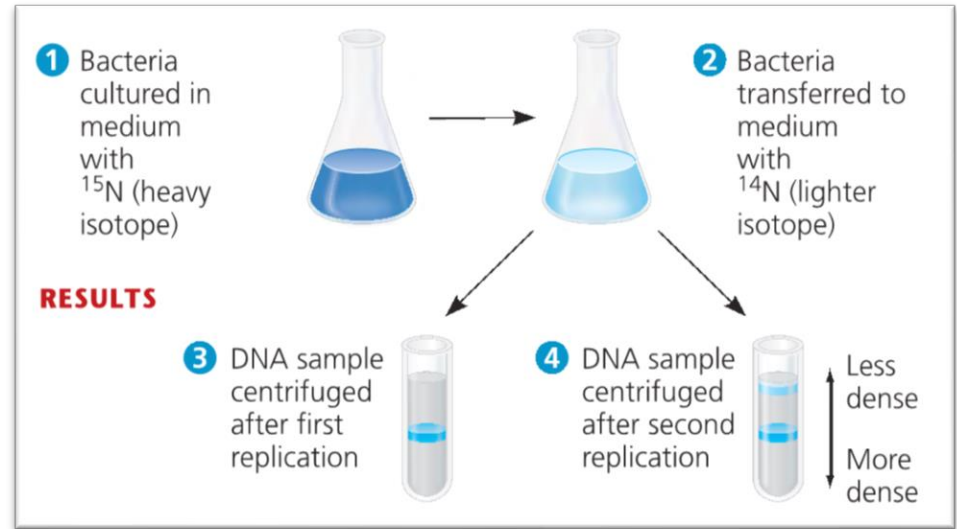 1 Bacteria
cultured in
medium
with
¹⁵N (heavy
isotope)
2 Bacteria
transferred to
medium
with
¹⁴N (lighter
isotope)
RESULTS
3 DNA sample
centrifuged
after first
replication
4 DNA sample
centrifuged
after second
replication
Less
dense
More
dense